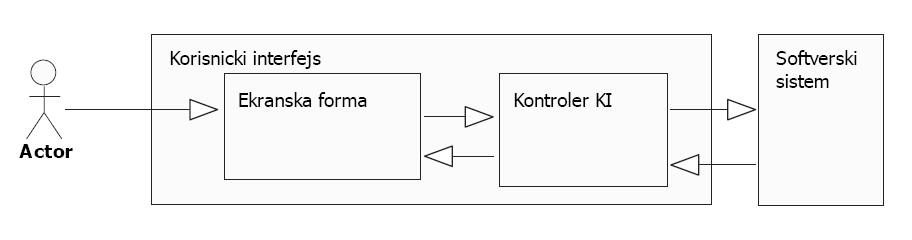 Korisnicki interfejs
Ekranska forma
Kontroler KI
Softverski
sistem
Actor